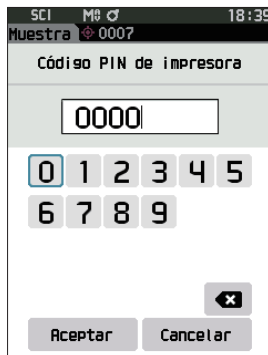 SCI M8 18:39
Muestra 0007
Código PIN de impresora
0000
0 1 2 3 4 5
6 7 8 9
Aceptar Cancelar